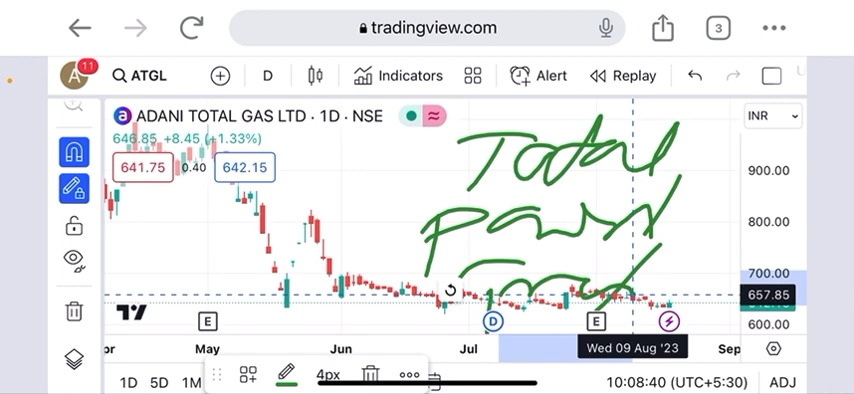 tradingview.com
3
A
11
ATGL
D
Indicators
Alert
Replay
ADANI TOTAL GAS LTD · 1D · NSE
INR
646.85 +8.45 (+1.33%)
641.75
0.40
642.15
Total
900.00
800.00
700.00
657.85
600.00
E
D
E
May
Jun
Jul
Wed 09 Aug '23
Sep
1D
5D
1M
4px
10:08:40 (UTC+5:30)
ADJ